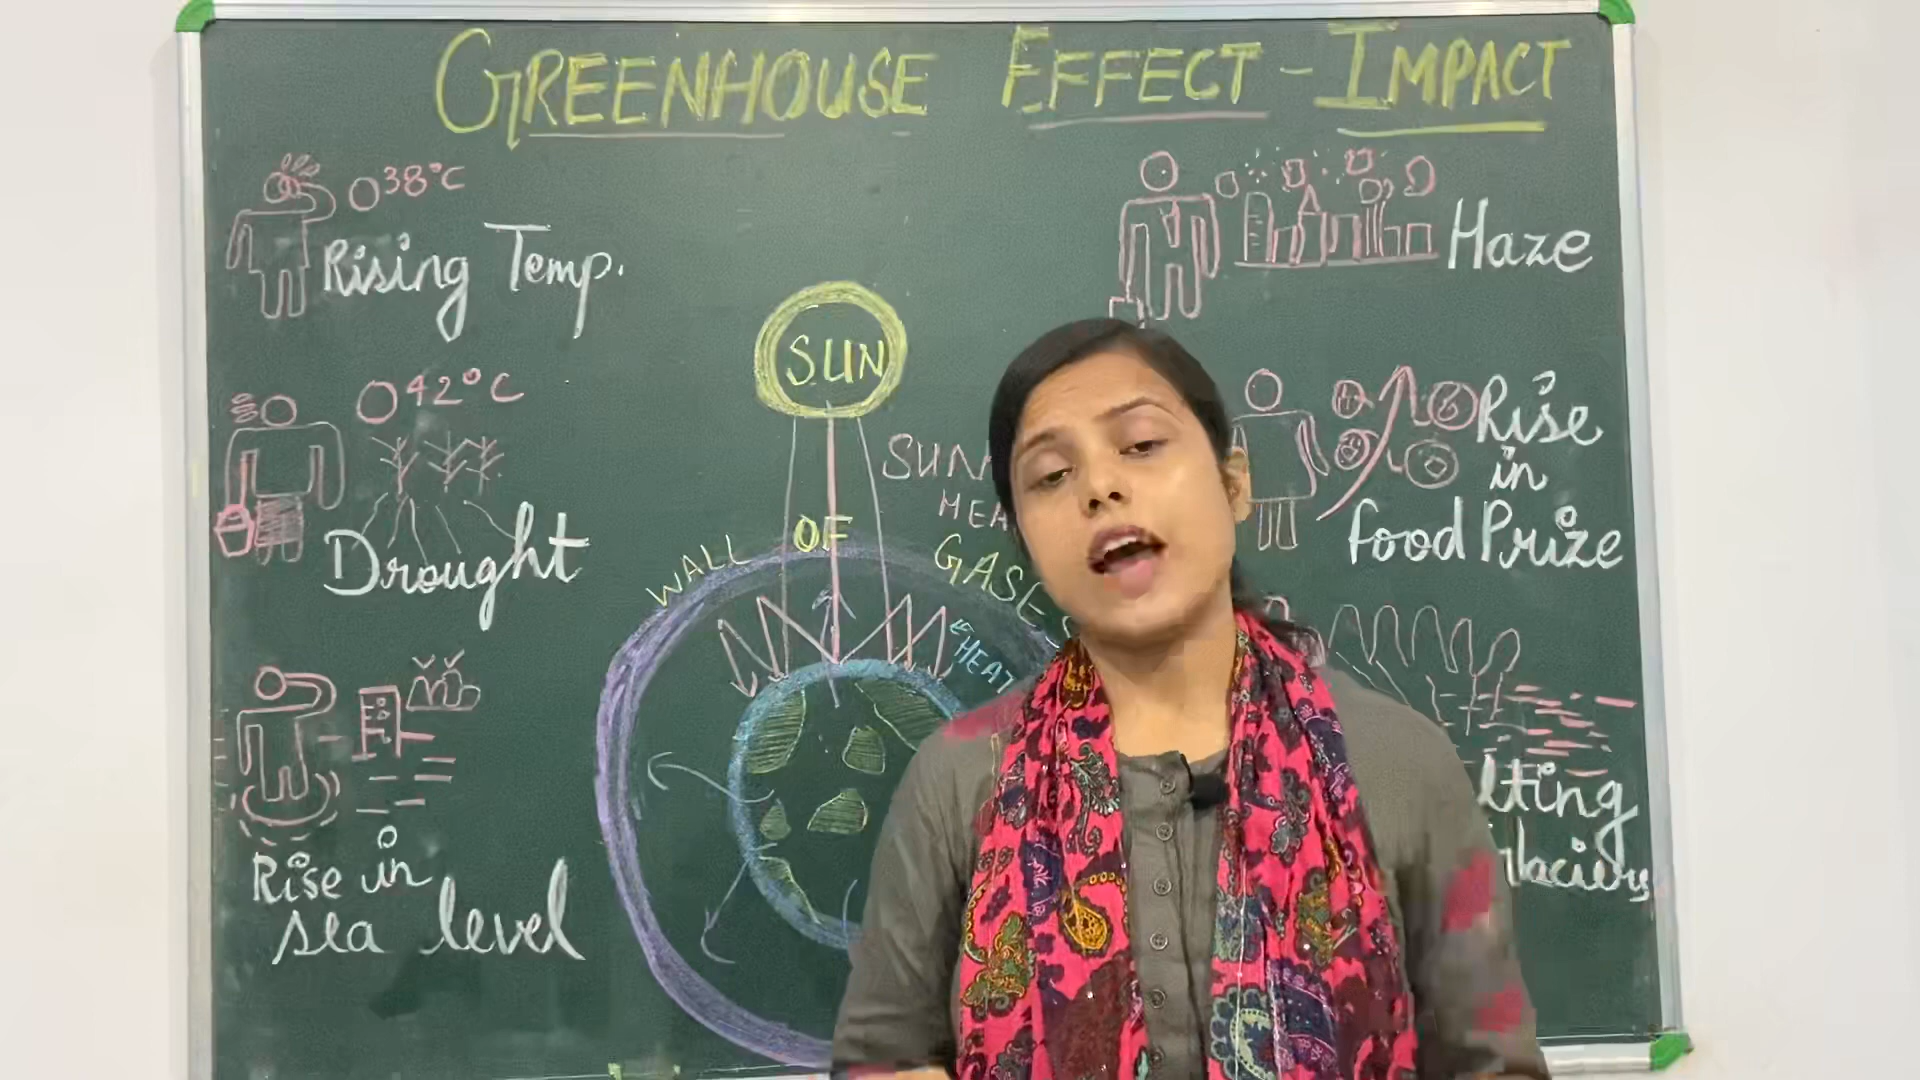 GREENHOUSE EFFECT - IMPACT
38°C
Rising Temp.
42°C
Drought
Rise in
sea level
SUN
WALL OF GASES
HEAT
Haze
Rise
in
food Prize